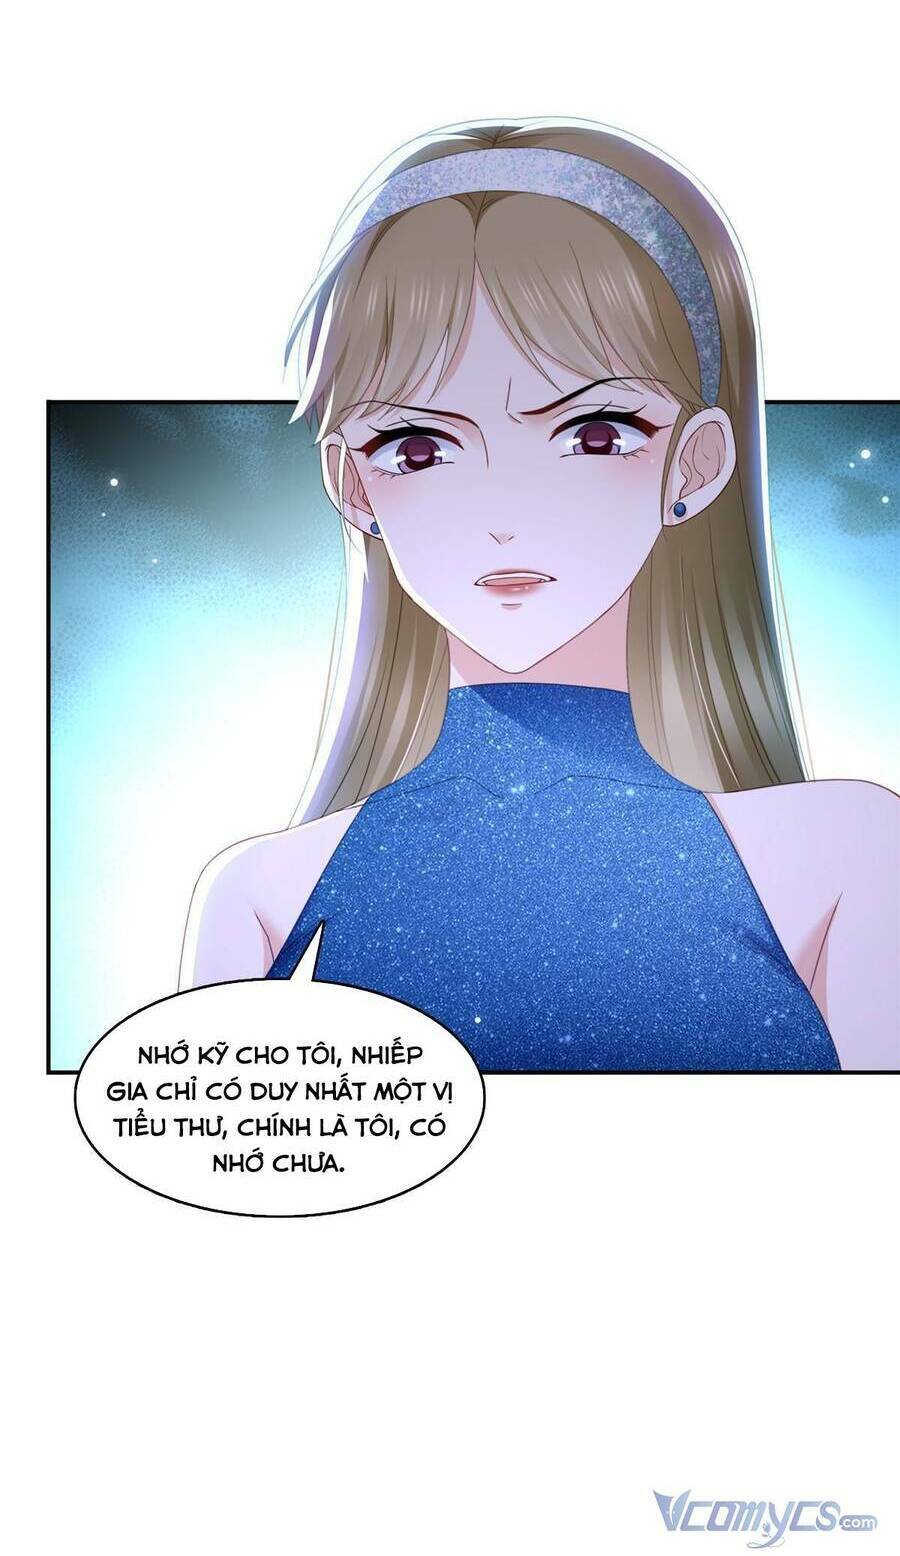 NHỚ KỸ CHO TÔI, NHIẾP
GIA CHỈ CÓ DUY NHẤT MỘT VỊ
TIỂU THƯ, CHÍNH LÀ TÔI, CÓ
NHỚ CHƯA.
VCOMYCS.com